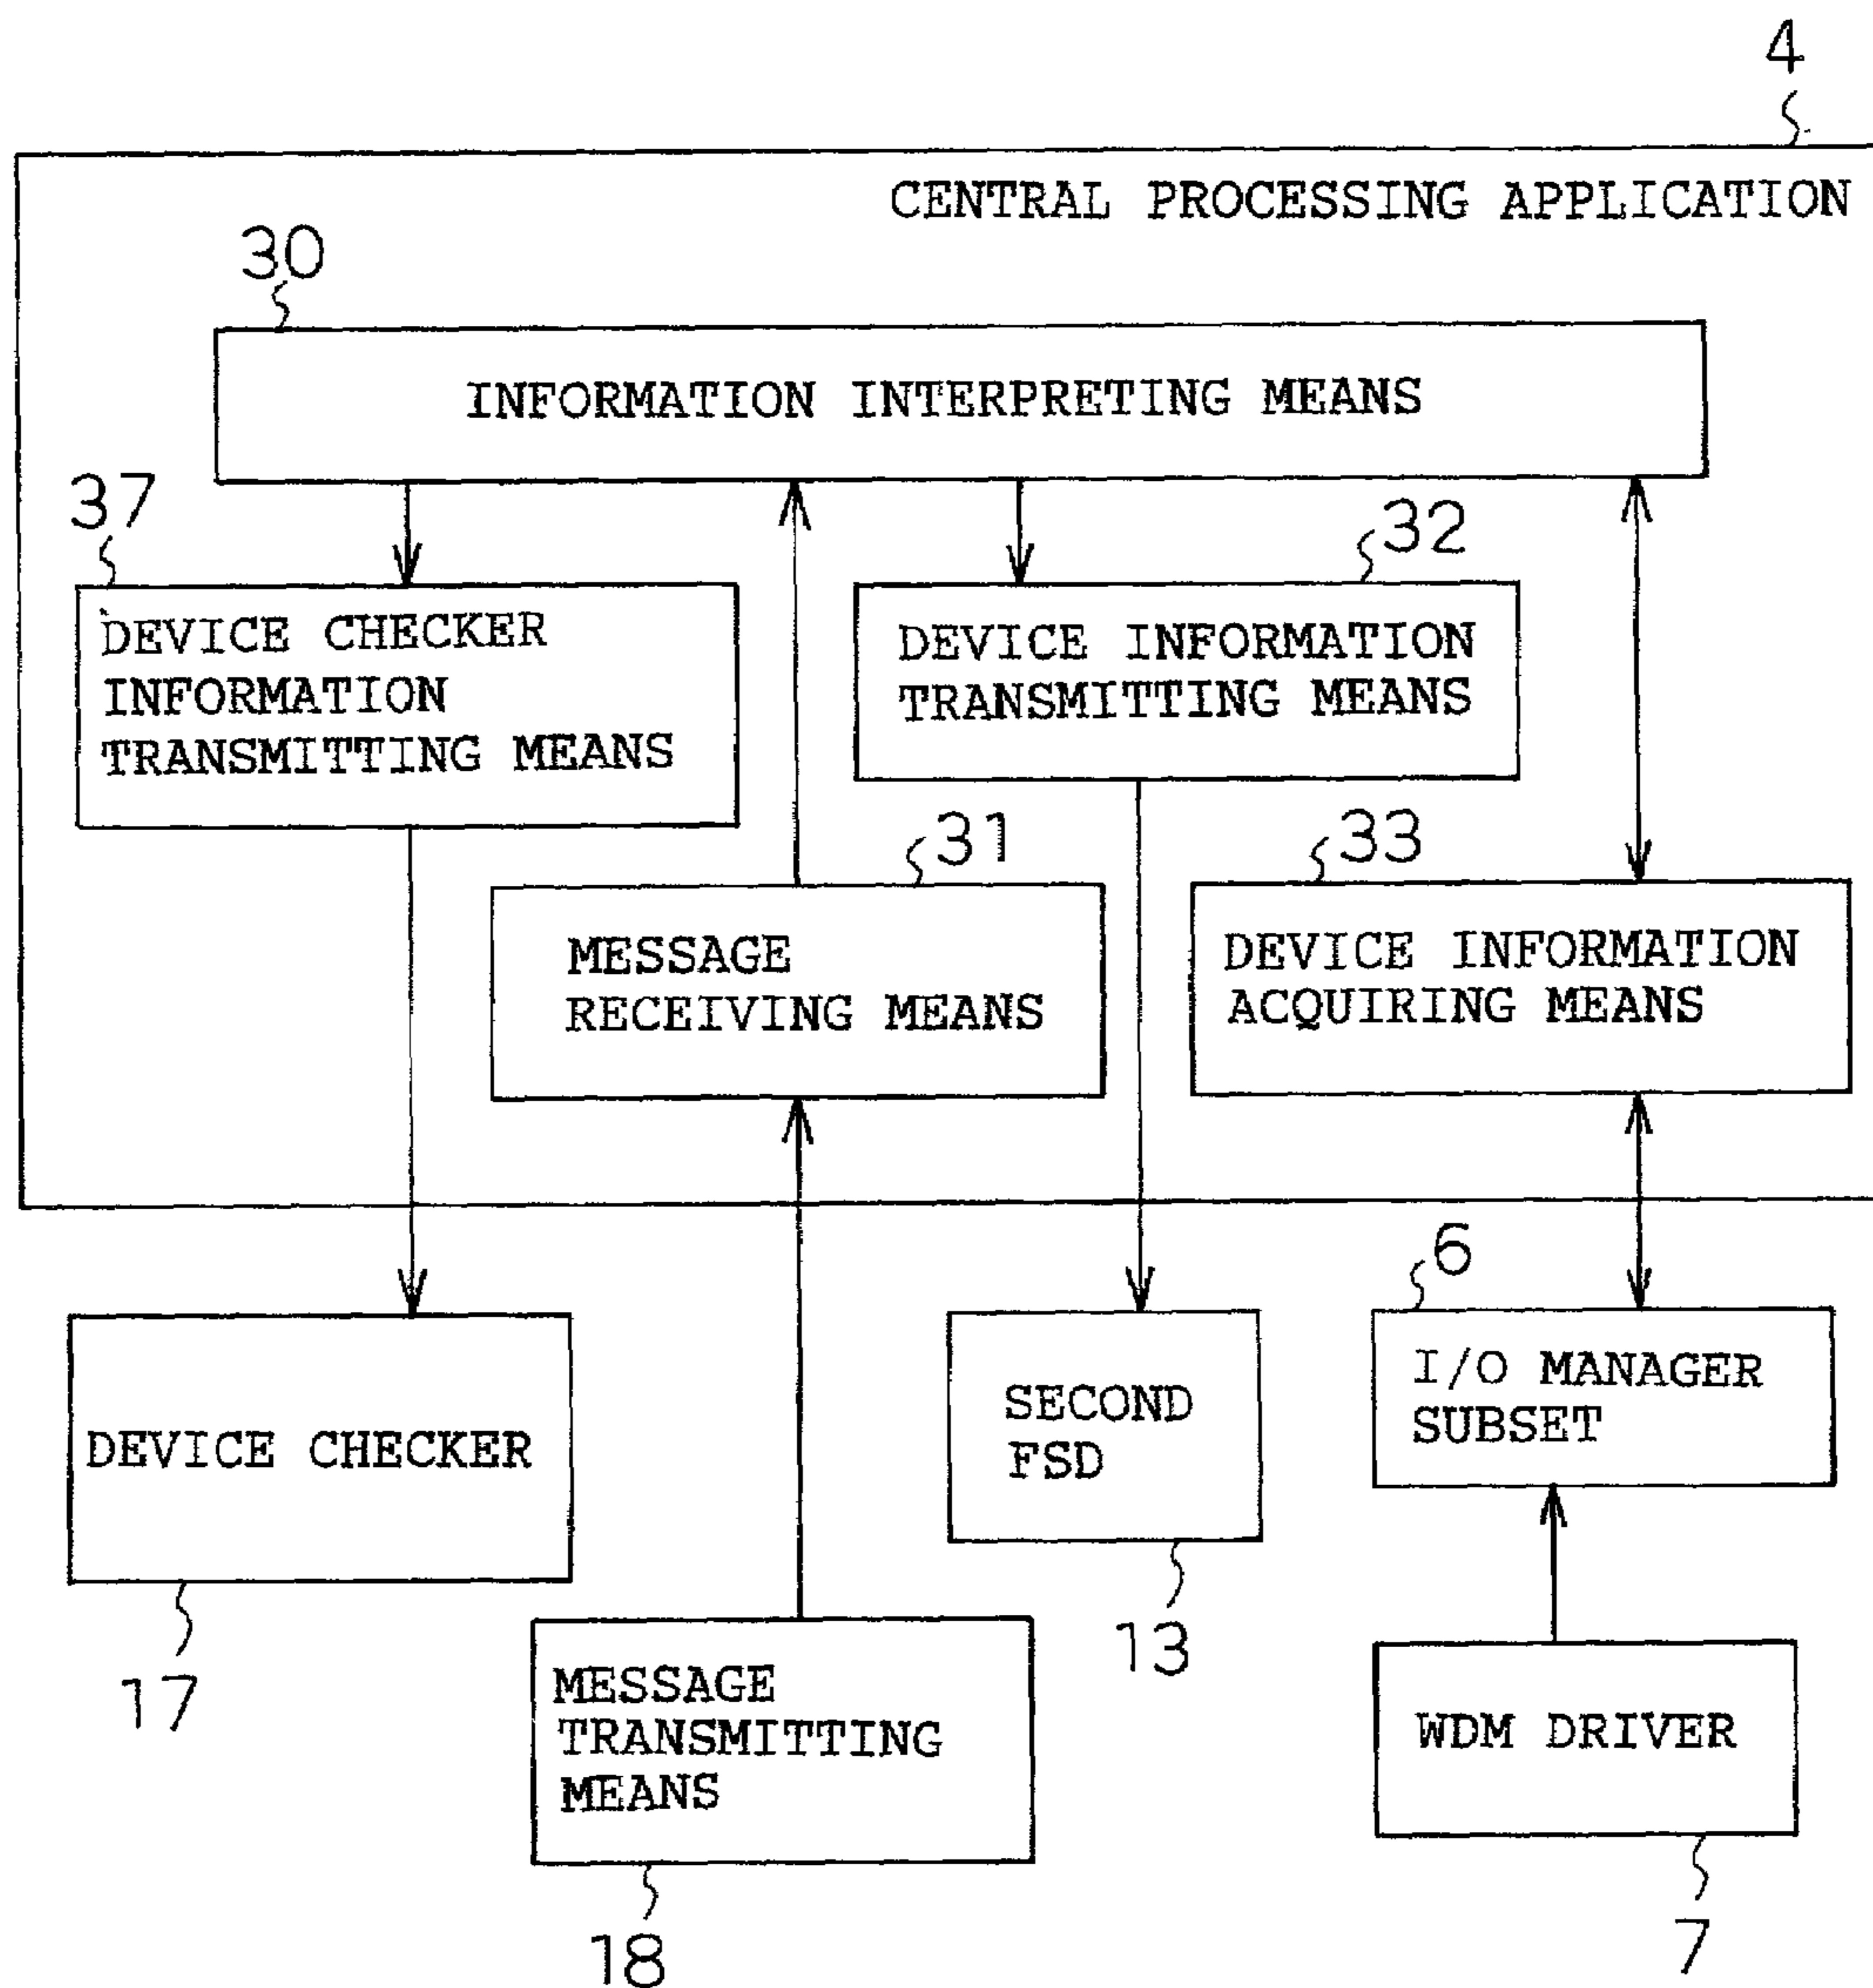 4
CENTRAL PROCESSING APPLICATION
30
INFORMATION INTERPRETING MEANS
37
32
DEVICE CHECKER
INFORMATION
TRANSMITTING MEANS
DEVICE INFORMATION
TRANSMITTING MEANS
31
33
MESSAGE
RECEIVING MEANS
DEVICE INFORMATION
ACQUIRING MEANS
6
DEVICE CHECKER
SECOND
FSD
I/O MANAGER
SUBSET
17
13
MESSAGE
TRANSMITTING
MEANS
WDM DRIVER
18
7